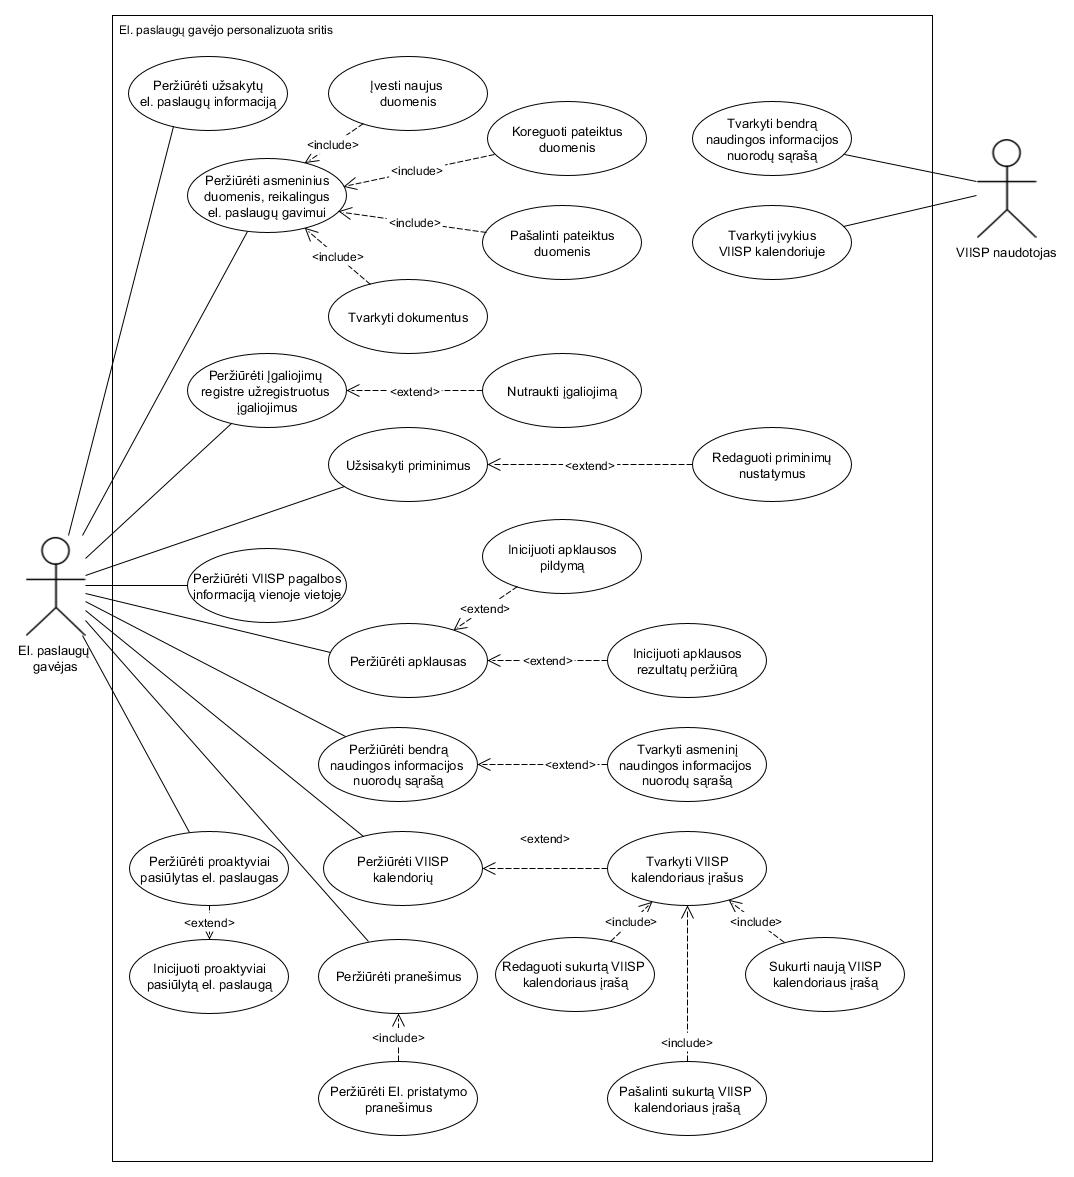 El. paslaugų gavėjo personalizuota sritis
Peržiūrėti užsakytų
el. paslaugų informaciją
Įvesti naujus
duomenis
<include>
Koreguoti pateiktus
duomenis
<include>
Peržiūrėti asmeninius
duomenis, reikalingus
el. paslaugų gavimui
<include>
Pašalinti pateiktus
duomenis
<include>
Tvarkyti dokumentus
Tvarkyti bendrą
naudingos informacijos
nuorodų sąrašą
Tvarkyti įvykius
VIISP kalendoriuje
VIISP naudotojas
Peržiūrėti Įgaliojimų
registre užregistruotus
įgaliojimus
<extend>
Nutraukti įgaliojimą
Užsisakyti priminimus
<extend>
Redaguoti priminimų
nustatymus
Inicijuoti apklausos
pildymą
<extend>
Peržiūrėti VIISP pagalbos
informaciją vienoje vietoje
El. paslaugų
gavėjas
Peržiūrėti apklausas
<extend>
Inicijuoti apklausos
rezultatų peržiūrą
Peržiūrėti bendrą
naudingos informacijos
nuorodų sąrašą
<extend>
Tvarkyti asmeninį
naudingos informacijos
nuorodų sąrašą
Peržiūrėti proaktyviai
pasiūlytas el. paslaugas
<extend>
Inicijuoti proaktyviai
pasiūlytą el. paslaugą
Peržiūrėti VIISP
kalendorių
<extend>
Tvarkyti VIISP
kalendoriaus įrašus
<include>
<include>
Peržiūrėti pranešimus
Redaguoti sukurtą VIISP
kalendoriaus įrašą
Sukurti naują VIISP
kalendoriaus įrašą
<include>
<include>
Peržiūrėti El. pristatymo
pranešimus
Pašalinti sukurtą VIISP
kalendoriaus įrašą